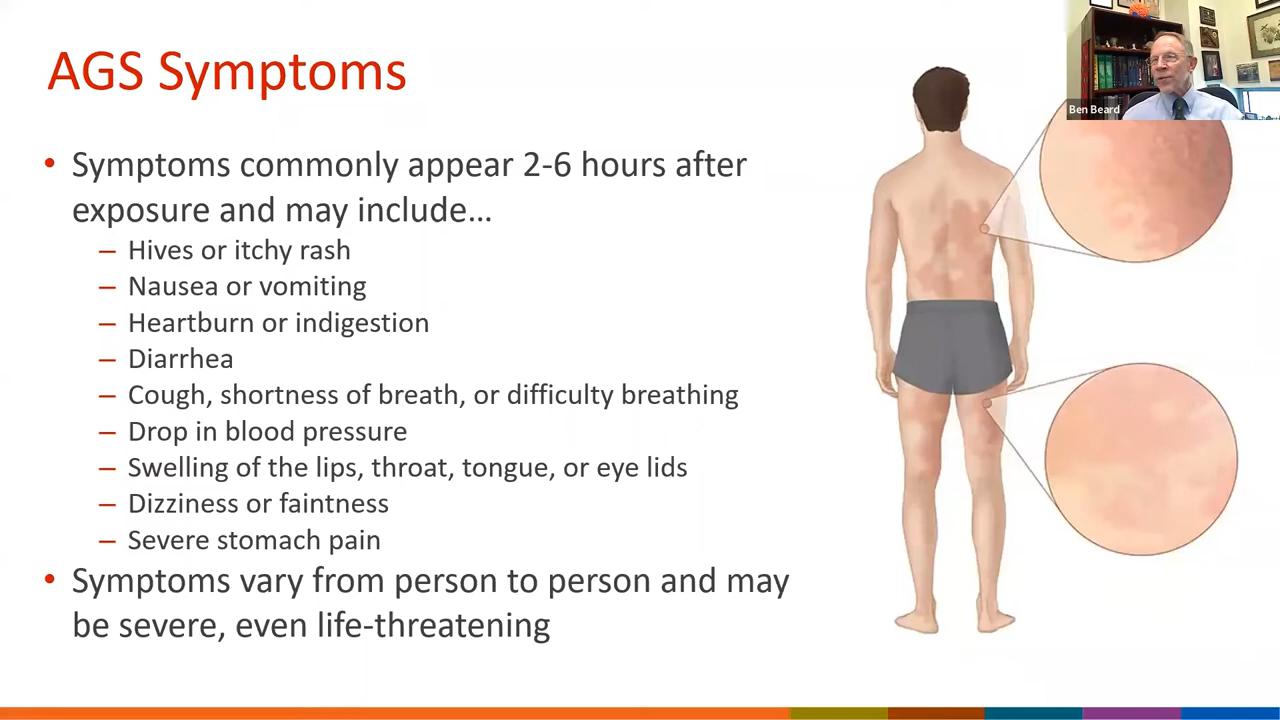 AGS Symptoms
• Symptoms commonly appear 2-6 hours after
exposure and may include…
– Hives or itchy rash
– Nausea or vomiting
– Heartburn or indigestion
– Diarrhea
– Cough, shortness of breath, or difficulty breathing
– Drop in blood pressure
– Swelling of the lips, throat, tongue, or eye lids
– Dizziness or faintness
– Severe stomach pain
• Symptoms vary from person to person and may
be severe, even life-threatening
Ben Beard